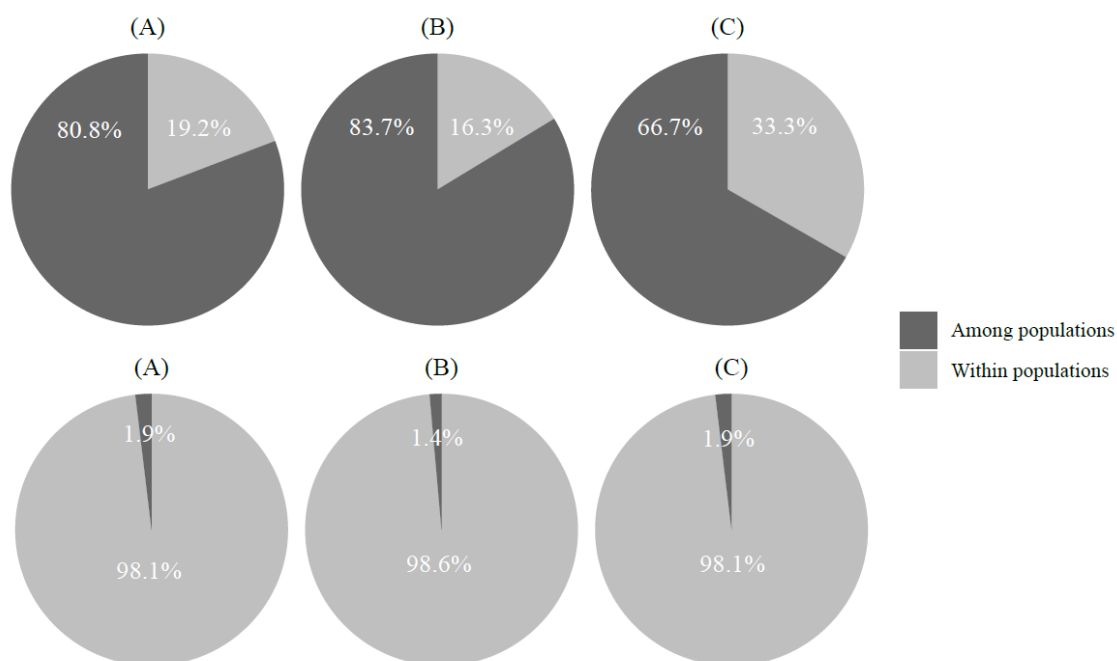 (A) (B) (C)
80.8% 19.2% 83.7% 16.3% 66.7% 33.3%
Among populations
Within populations
(A) (B) (C)
1.9% 1.4% 1.9%
98.1% 98.6% 98.1%